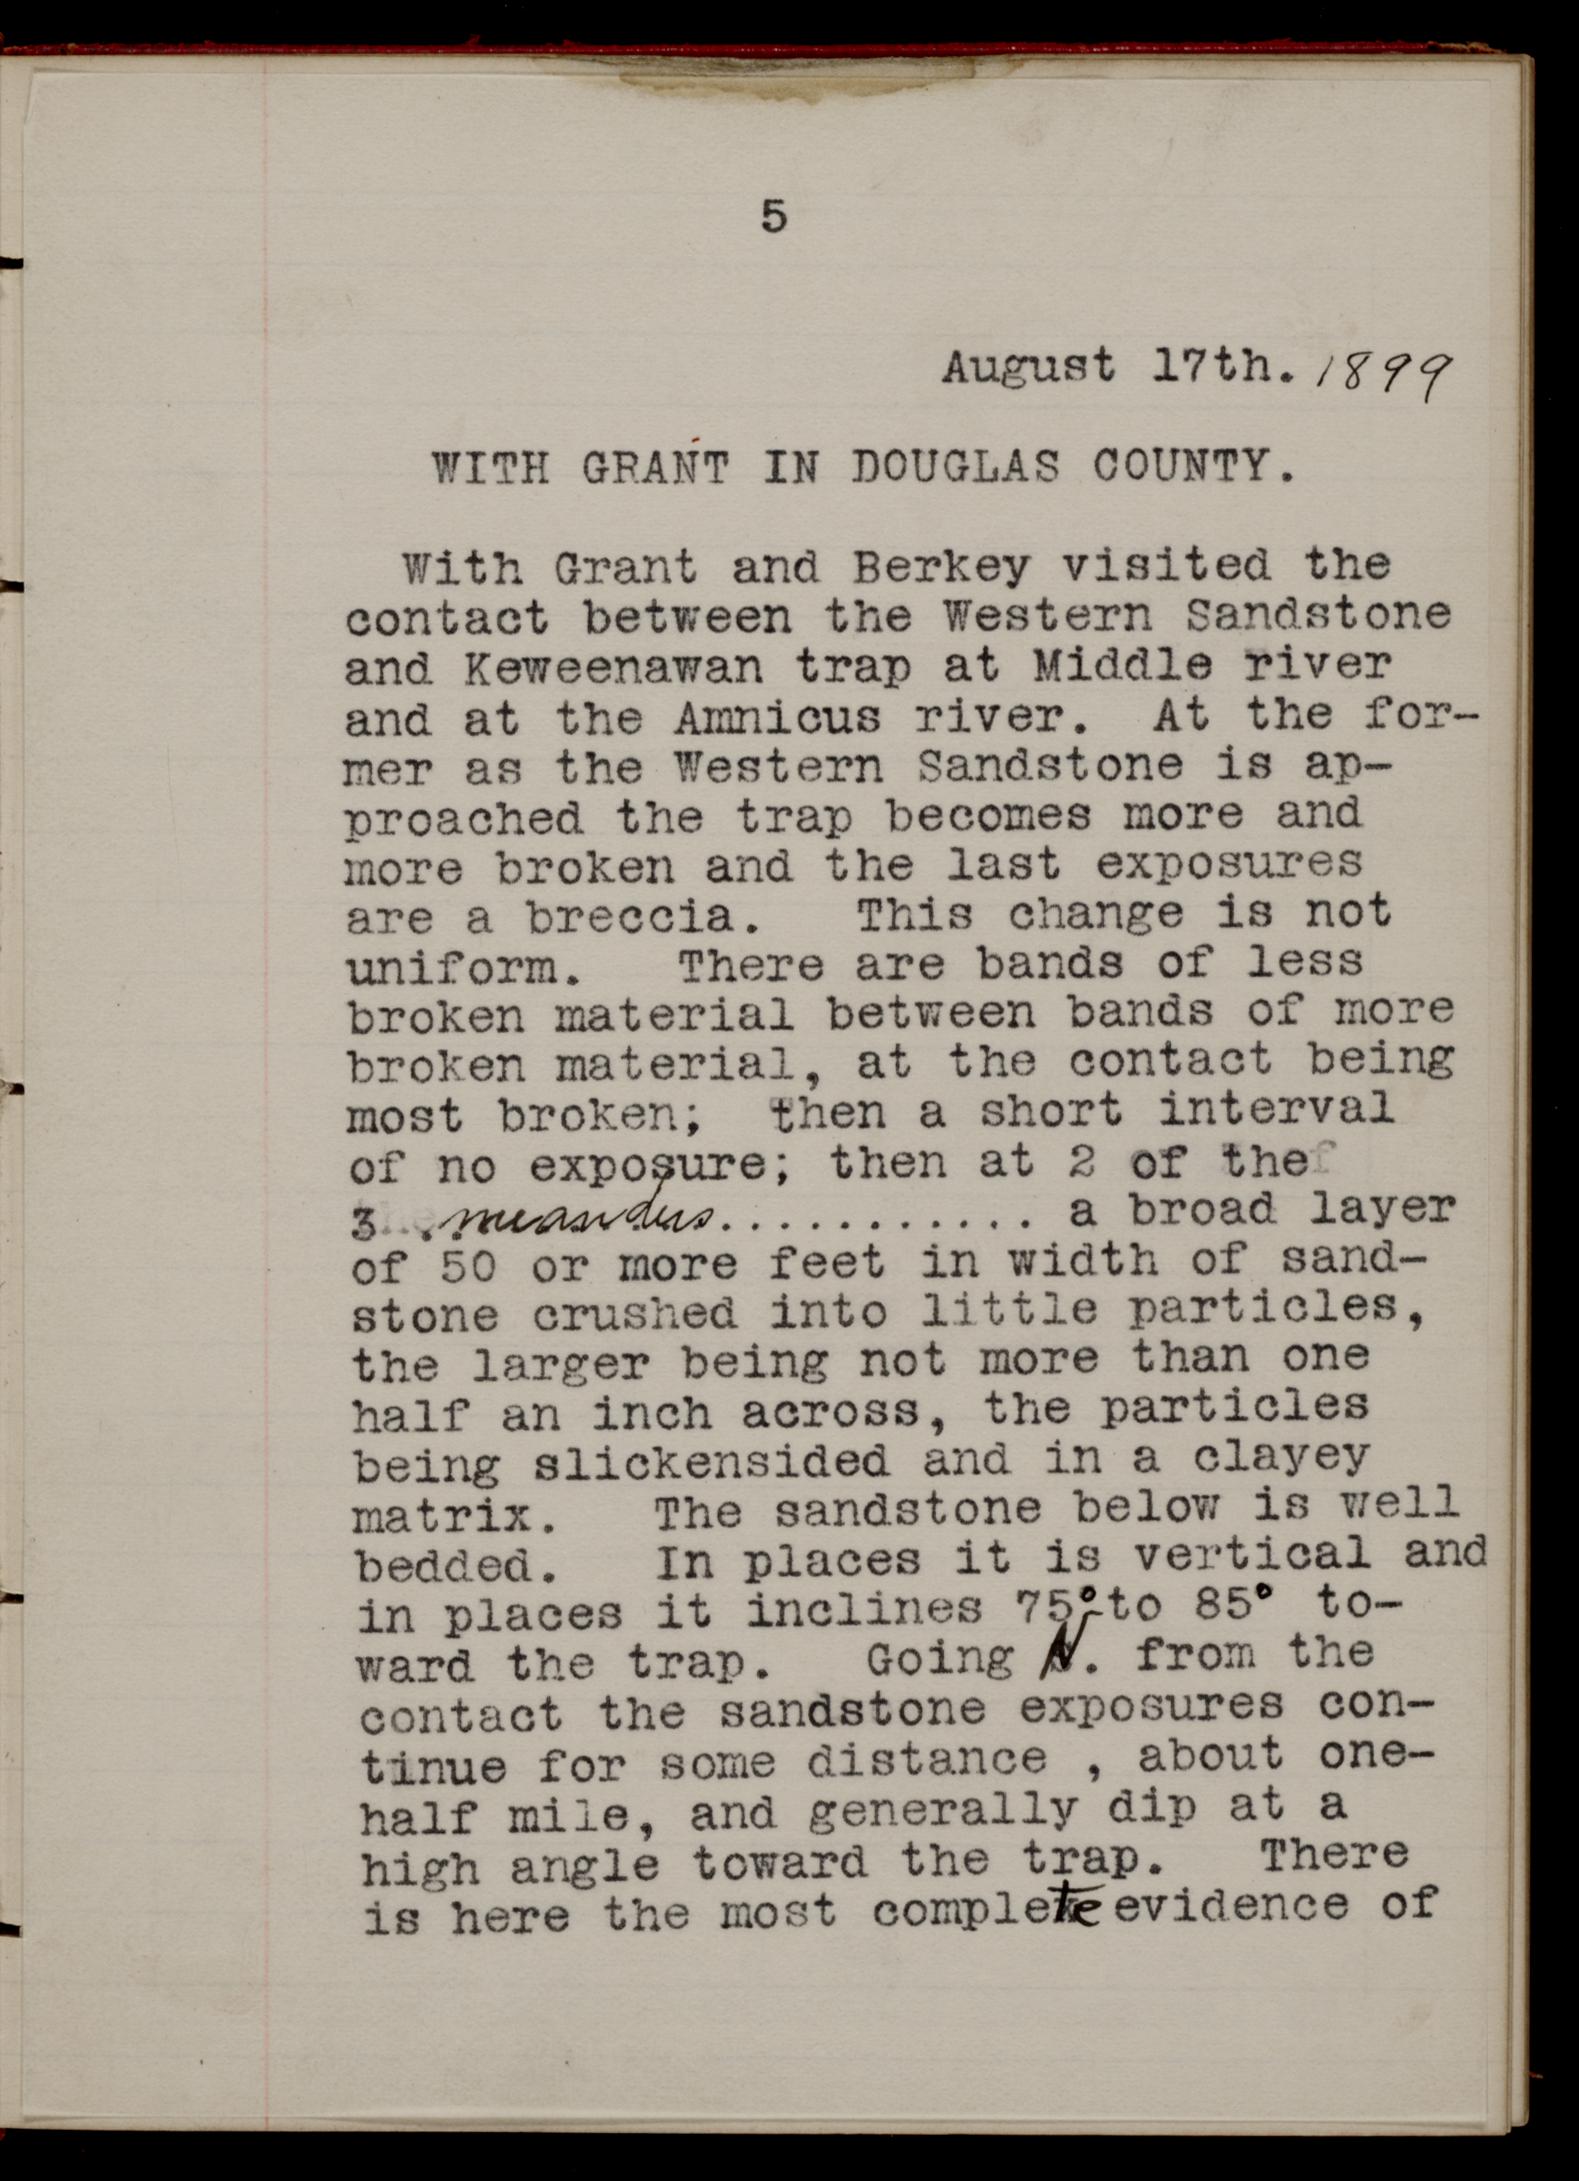 5
August 17th. 1899
WITH GRANT IN DOUGLAS COUNTY.
With Grant and Berkey visited the
contact between the Western Sandstone
and Keweenawan trap at Middle river
and at the Amnicus river. At the for-
mer as the Western Sandstone is ap-
proached the trap becomes more and
more broken and the last exposures
are a breccia. This change is not
uniform. There are bands of less
broken material between bands of more
broken material, at the contact being
most broken; then a short interval
of no exposure; then at 2 of the
3 ..meanders............ a broad layer
of 50 or more feet in width of sand-
stone crushed into little particles,
the larger being not more than one
half an inch across, the particles
being slickensided and in a clayey
matrix. The sandstone below is well
bedded. In places it is vertical and
in places it inclines 75°-to 85° to-
ward the trap. Going N. from the
contact the sandstone exposures con-
tinue for some distance , about one-
half mile, and generally dip at a
high angle toward the trap. There
is here the most complete evidence of